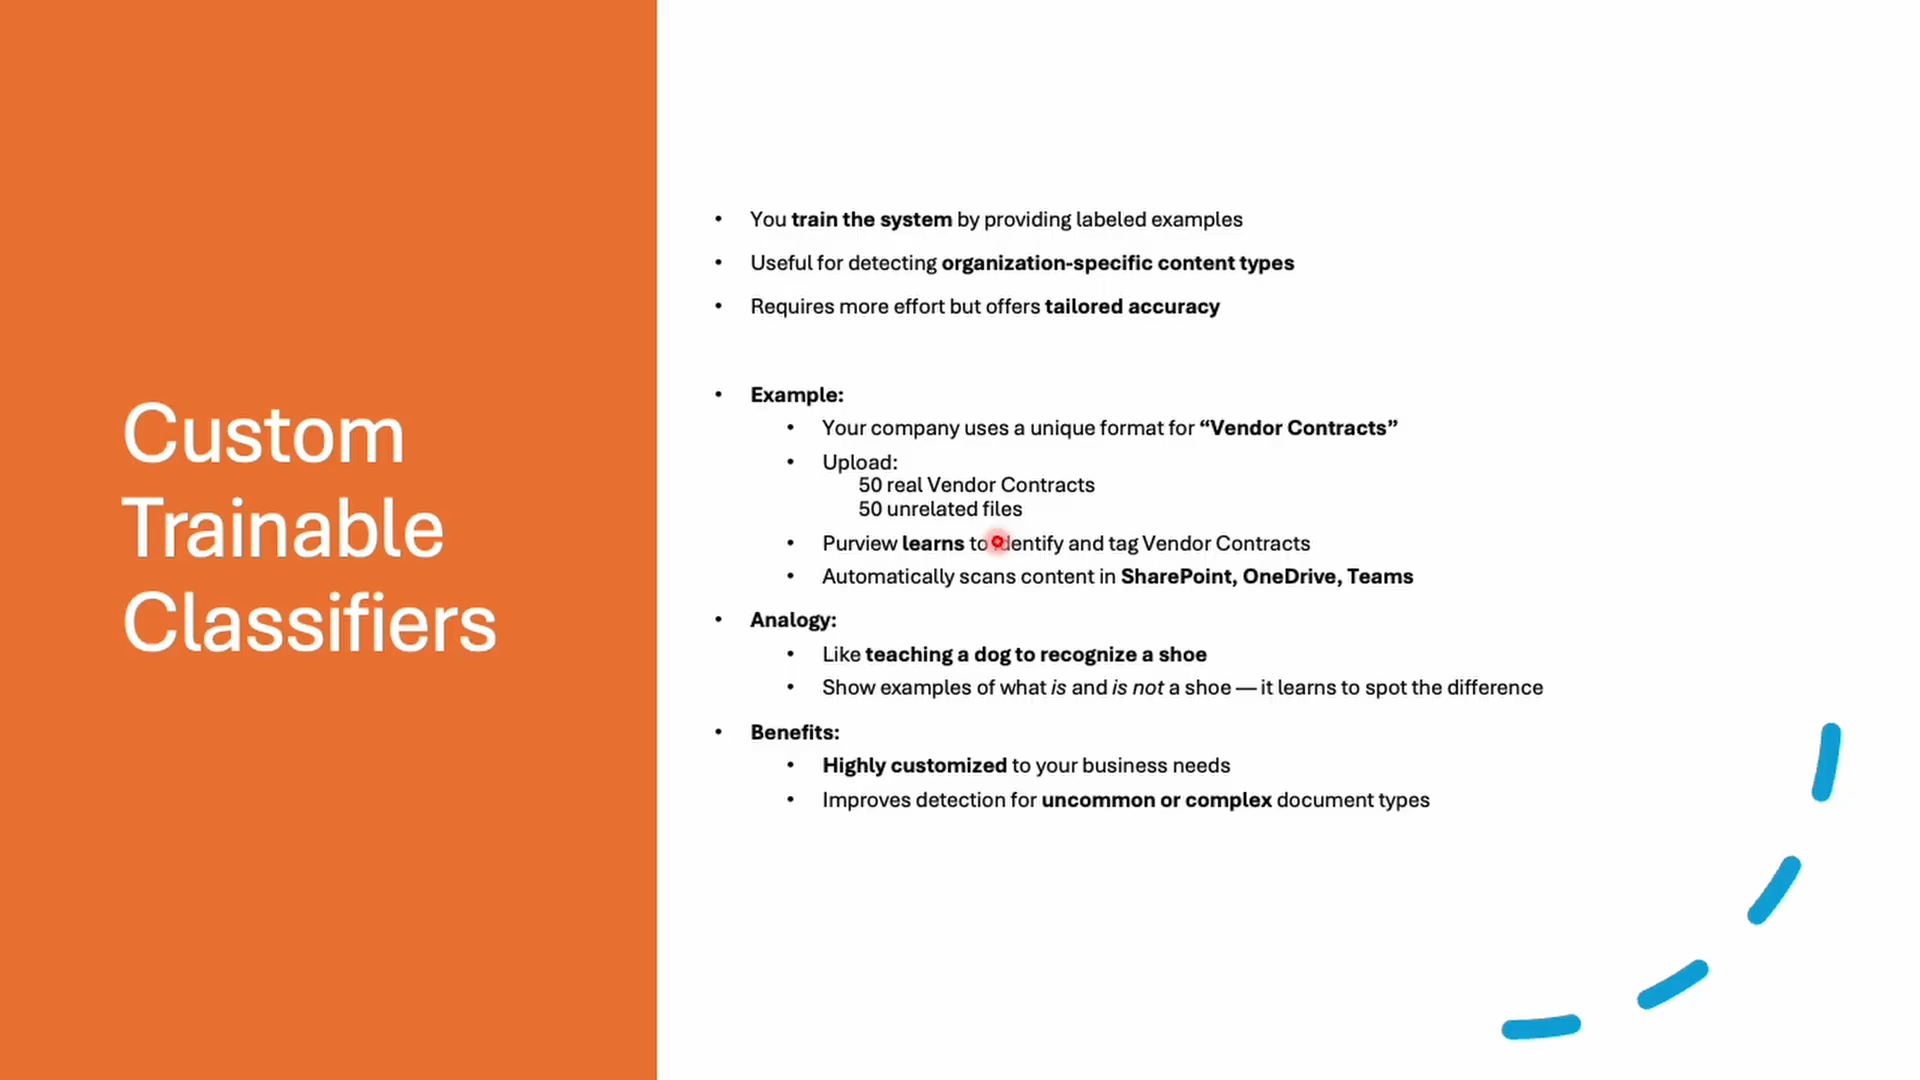 Custom
Trainable
Classifiers
• You train the system by providing labeled examples
• Useful for detecting organization-specific content types
• Requires more effort but offers tailored accuracy
• Example:
• Your company uses a unique format for “Vendor Contracts”
• Upload:
50 real Vendor Contracts
50 unrelated files
• Purview learns to identify and tag Vendor Contracts
• Automatically scans content in SharePoint, OneDrive, Teams
• Analogy:
• Like teaching a dog to recognize a shoe
• Show examples of what is and is not a shoe — it learns to spot the difference
• Benefits:
• Highly customized to your business needs
• Improves detection for uncommon or complex document types